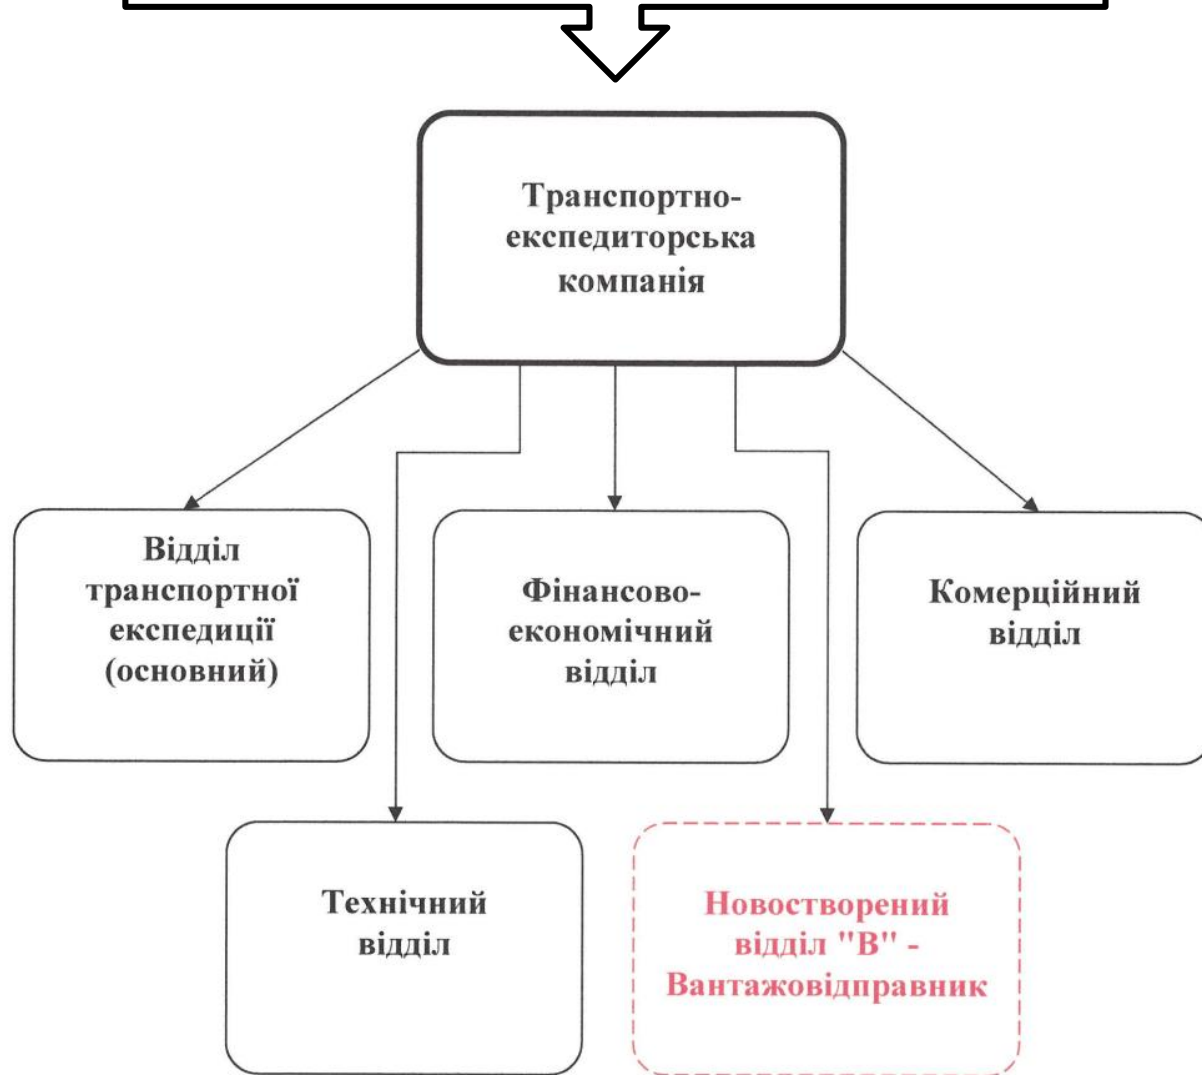 Транспортно-
експедиторська
компанія
Відділ
транспортної
експедиції
(основний)
Фінансово-
економічний
відділ
Комерційний
відділ
Технічний
відділ
Новостворений
відділ "В" -
Вантажовідправник